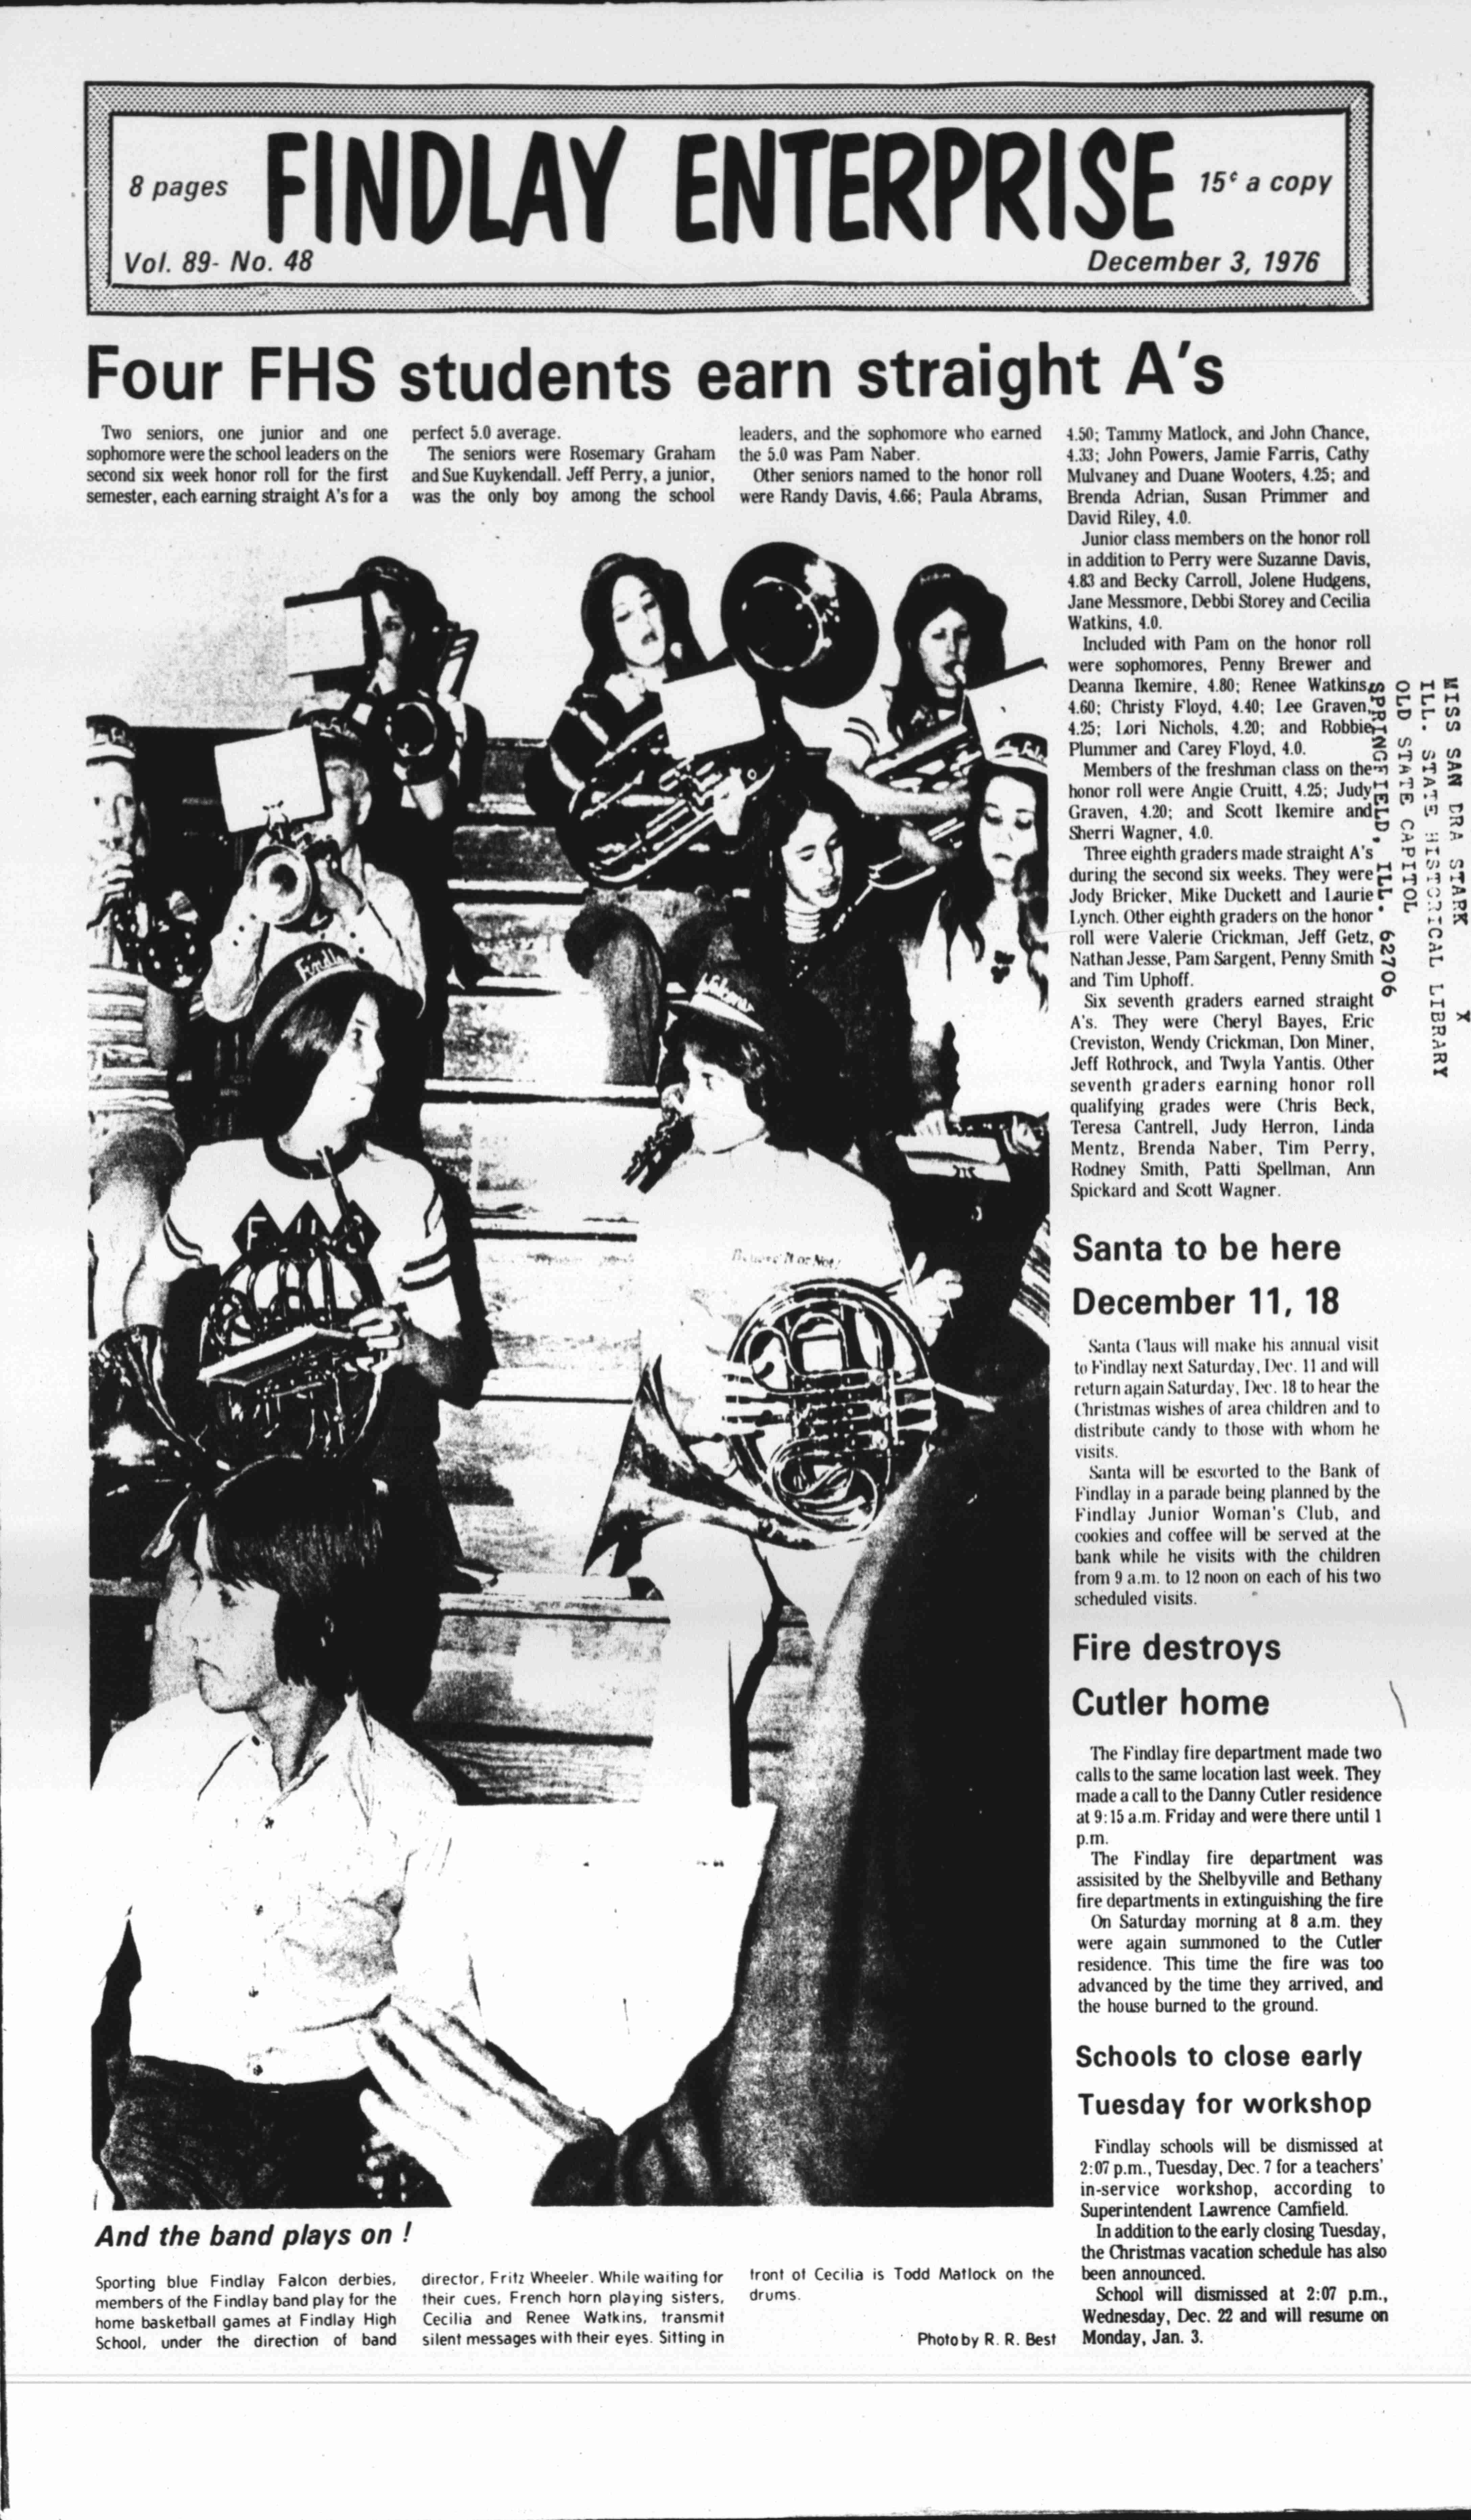 8 pages
FINDLAY ENTERPRISE
15¢ a copy
Vol. 89- No. 48
December 3, 1976
Four FHS students earn straight A's
Two seniors, one junior and one
sophomore were the school leaders on the
second six week honor roll for the first
semester, each earning straight A's for a
perfect 5.0 average.
The seniors were Rosemary Graham
and Sue Kuykendall. Jeff Perry, a junior,
was the only boy among the school
leaders, and the sophomore who earned
the 5.0 was Pam Naber.
Other seniors named to the honor roll
were Randy Davis, 4.66; Paula Abrams,
4.50; Tammy Matlock, and John Chance,
4.33; John Powers, Jamie Farris, Cathy
Mulvaney and Duane Wooters, 4.25; and
Brenda Adrian, Susan Primmer and
David Riley, 4.0.
Junior class members on the honor roll
in addition to Perry were Suzanne Davis,
4.83 and Becky Carroll, Jolene Hudgens,
Jane Messmore, Debbi Storey and Cecilia
Watkins, 4.0.
Included with Pam on the honor roll
were sophomores, Penny Brewer and
Deanna Ikemire, 4.80; Renee Watkins,
4.60; Christy Floyd, 4.40; Lee Graven,
4.25; Lori Nichols, 4.20; and Robbie
Plummer and Carey Floyd, 4.0.
Members of the freshman class on the
honor roll were Angie Cruitt, 4.25; Judy
Graven, 4.20; and Scott Ikemire and
Sherri Wagner, 4.0.
Three eighth graders made straight A's
during the second six weeks. They were
Jody Bricker, Mike Duckett and Laurie
Lynch. Other eighth graders on the honor
roll were Valerie Crickman, Jeff Getz,
Nathan Jesse, Pam Sargent, Penny Smith
and Tim Uphoff.
Six seventh graders earned straight
A's. They were Cheryl Bayes, Eric
Creviston, Wendy Crickman, Don Miner,
Jeff Rothrock, and Twyla Yantis. Other
seventh graders earning honor roll
qualifying grades were Chris Beck,
Teresa Cantrell, Judy Herron, Linda
Mentz, Brenda Naber, Tim Perry,
Rodney Smith, Patti Spellman, Ann
Spickard and Scott Wagner.
MISS SAN DRA STARK X
ILL. STATE HISTORICAL LIBRARY
OLD STATE CAPITOL
SPRINGFIELD, ILL. 62706
Findlay
FHS
Believe It or Not!
Santa to be here
December 11, 18
Santa Claus will make his annual visit
to Findlay next Saturday, Dec. 11 and will
return again Saturday, Dec. 18 to hear the
Christmas wishes of area children and to
distribute candy to those with whom he
visits.
Santa will be escorted to the Bank of
Findlay in a parade being planned by the
Findlay Junior Woman's Club, and
cookies and coffee will be served at the
bank while he visits with the children
from 9 a.m. to 12 noon on each of his two
scheduled visits.
Fire destroys
Cutler home
The Findlay fire department made two
calls to the same location last week. They
made a call to the Danny Cutler residence
at 9:15 a.m. Friday and were there until 1
p.m.
The Findlay fire department was
assisited by the Shelbyville and Bethany
fire departments in extinguishing the fire
On Saturday morning at 8 a.m. they
were again summoned to the Cutler
residence. This time the fire was too
advanced by the time they arrived, and
the house burned to the ground.
Schools to close early
Tuesday for workshop
Findlay schools will be dismissed at
2:07 p.m., Tuesday, Dec. 7 for a teachers'
in-service workshop, according to
Superintendent Lawrence Camfield.
In addition to the early closing Tuesday,
the Christmas vacation schedule has also
been announced.
School will dismissed at 2:07 p.m.,
Wednesday, Dec. 22 and will resume on
Monday, Jan. 3.
And the band plays on !
Sporting blue Findlay Falcon derbies,
members of the Findlay band play for the
home basketball games at Findlay High
School, under the direction of band
director, Fritz Wheeler. While waiting for
their cues, French horn playing sisters,
Cecilia and Renee Watkins, transmit
silent messages with their eyes. Sitting in
front of Cecilia is Todd Matlock on the
drums.
Photo by R. R. Best